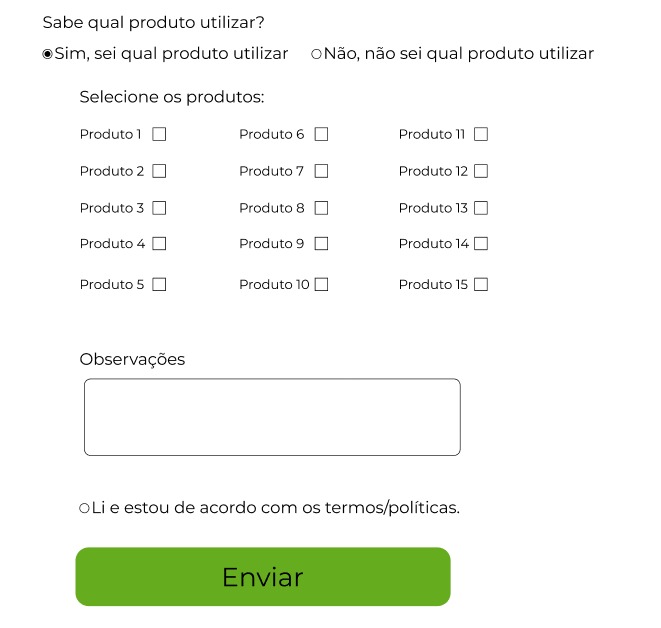 Sabe qual produto utilizar?
Sim, sei qual produto utilizar Não, não sei qual produto utilizar
Selecione os produtos:
Produto 1 Produto 6 Produto 11
Produto 2 Produto 7 Produto 12
Produto 3 Produto 8 Produto 13
Produto 4 Produto 9 Produto 14
Produto 5 Produto 10 Produto 15
Observações
Li e estou de acordo com os termos/políticas.
Enviar